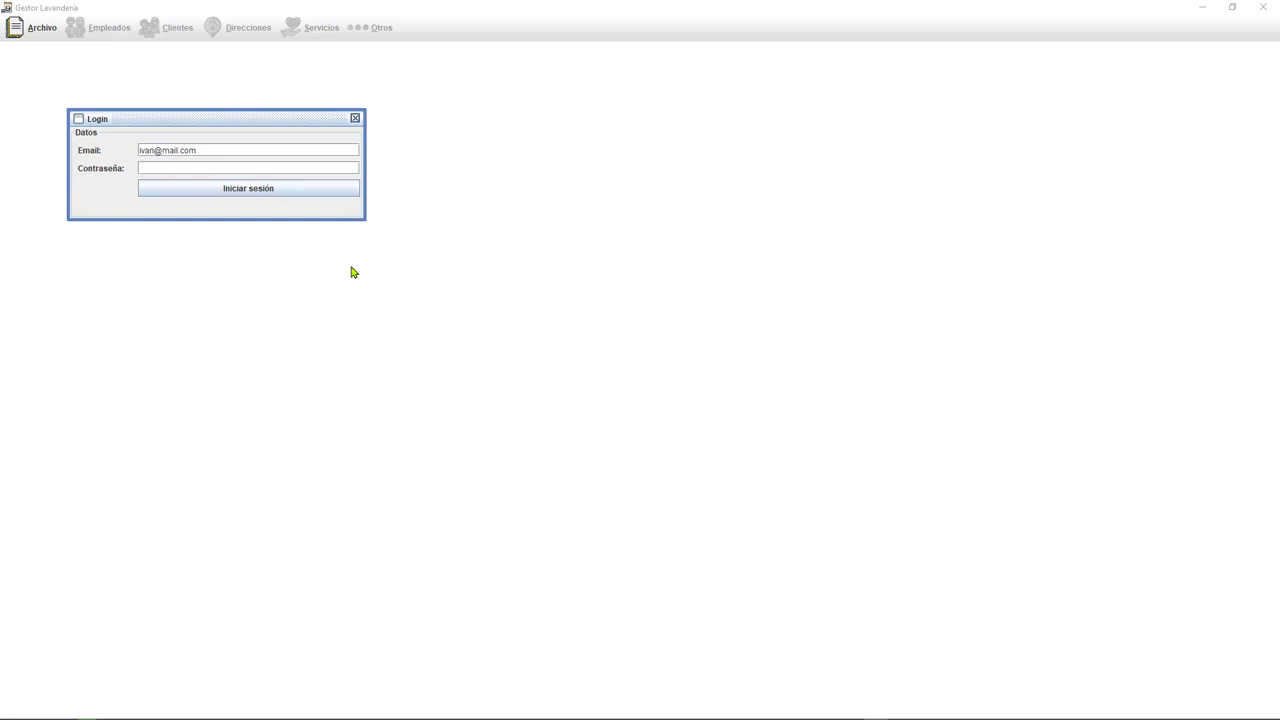 Gestor Lavandería
Archivo Empleados Clientes Direcciones Servicios Otros
Login
Datos
Email: ivan@mail.com
Contraseña:
Iniciar sesión